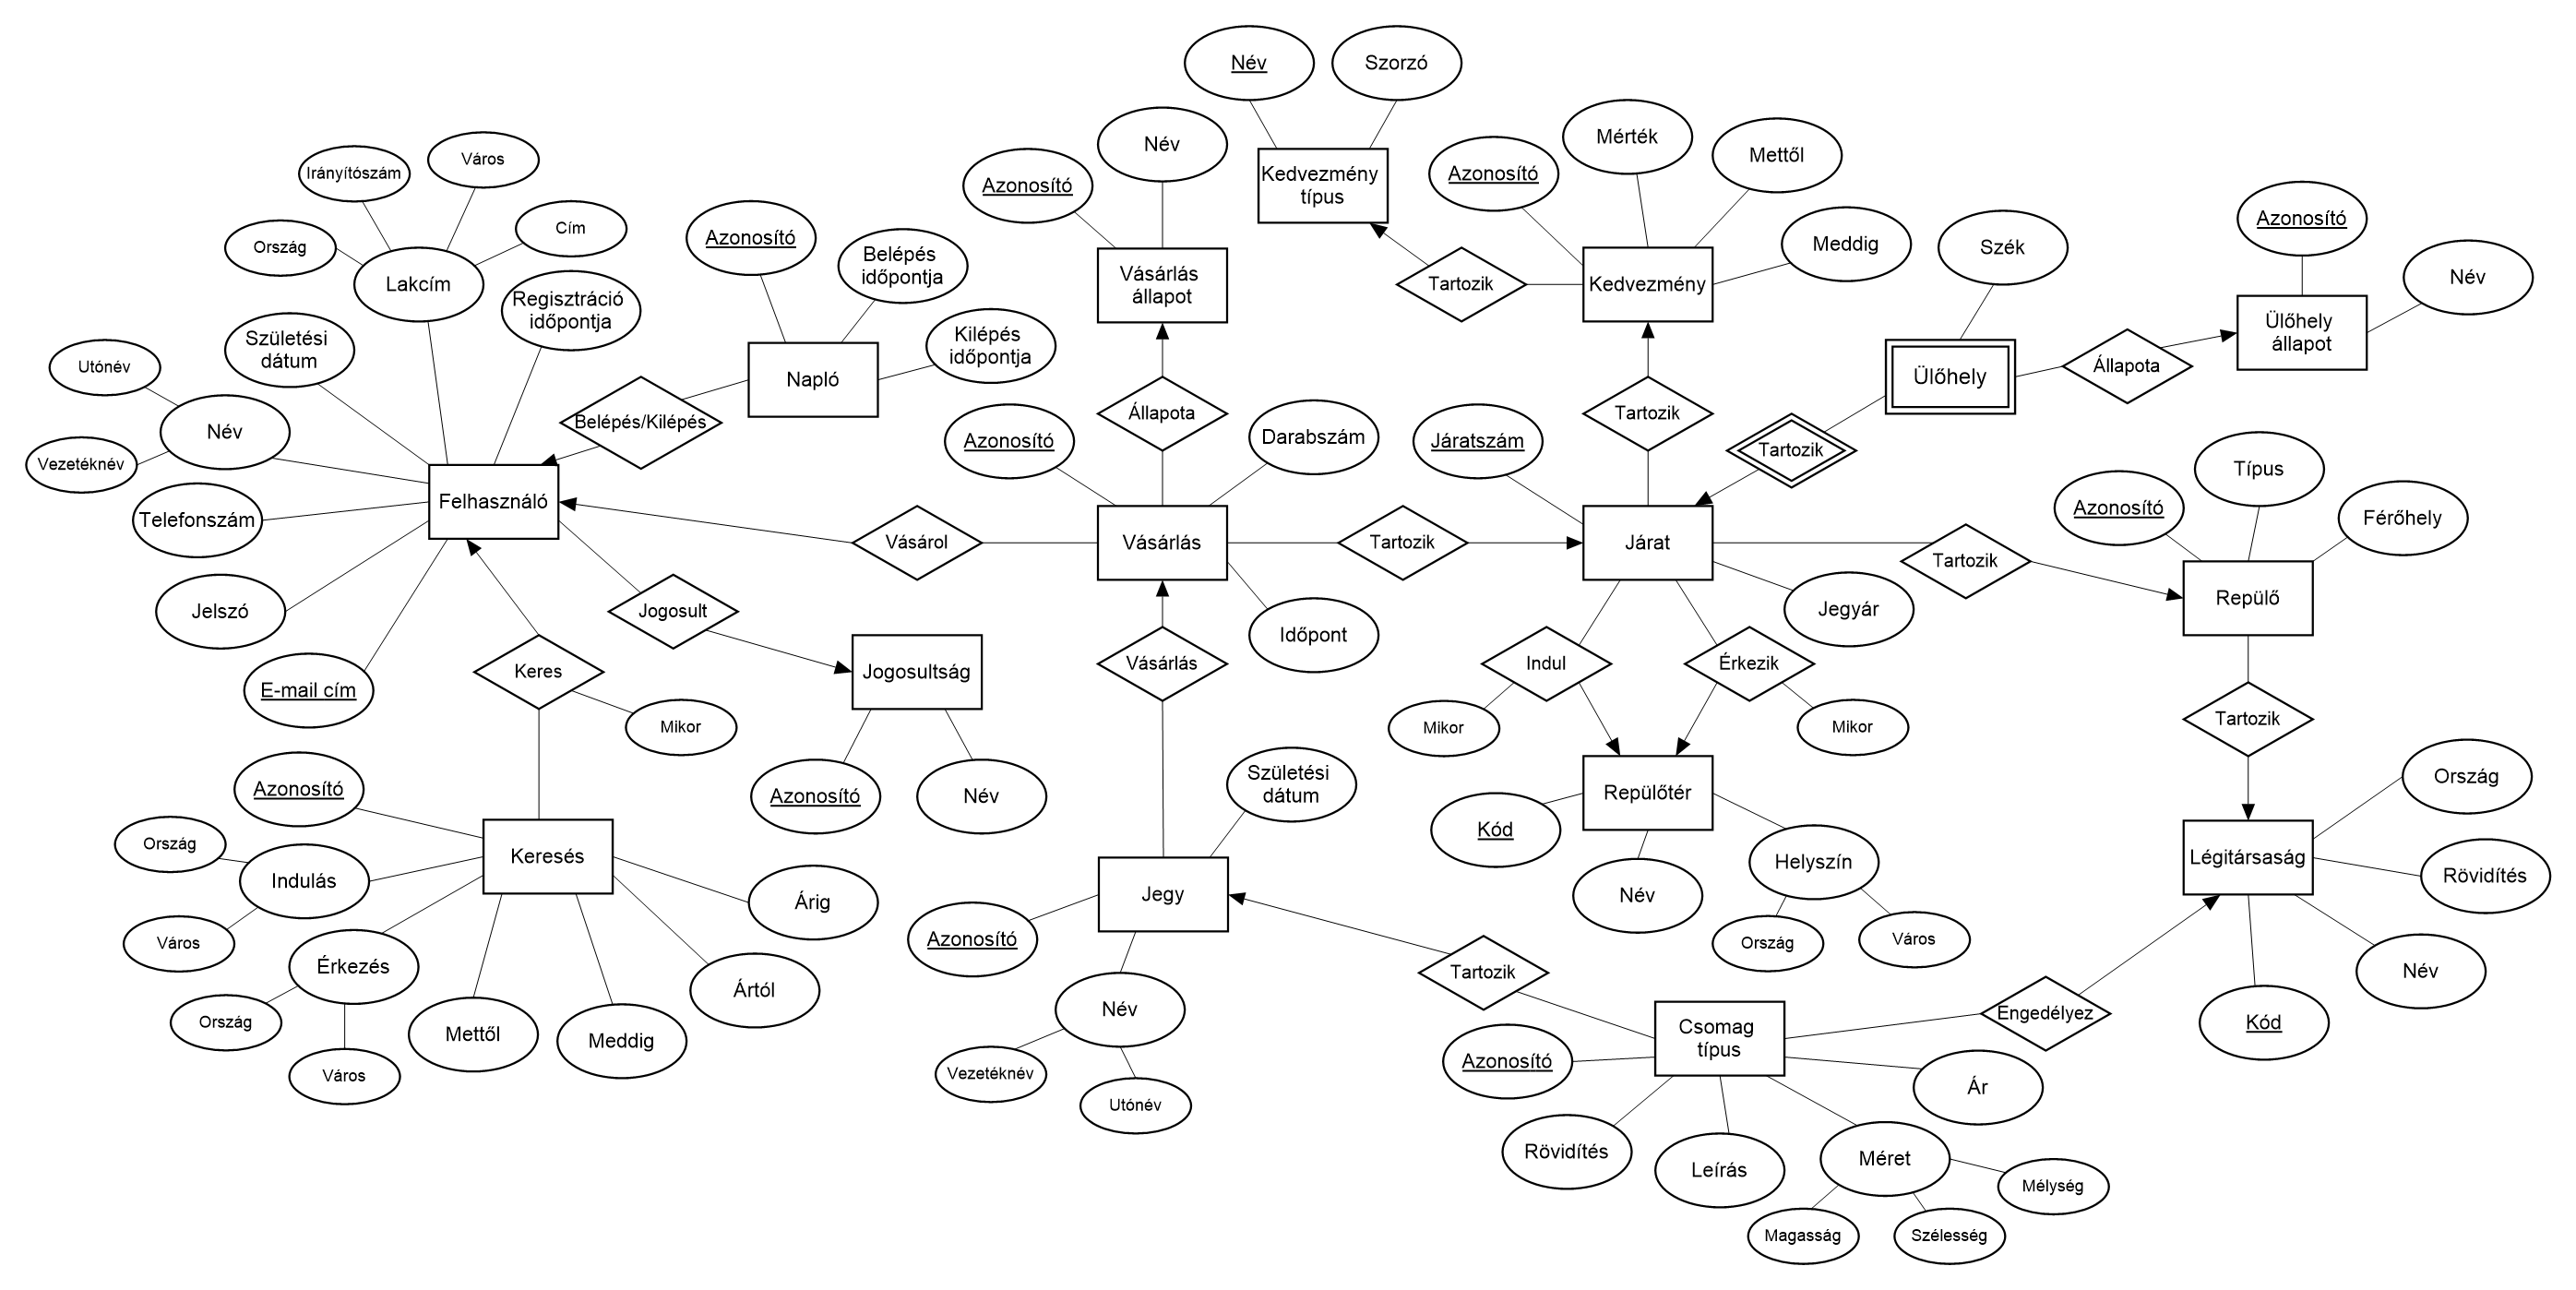 Név
Szorzó
Kedvezmény
típus
Azonosító
Név
Vásárlás
állapot
Állapota
Azonosító
Mérték
Mettől
Meddig
Kedvezmény
Tartozik
Tartozik
Szék
Ülőhely
Tartozik
Állapota
Azonosító
Név
Ülőhely
állapot
Irányítószám
Város
Ország
Cím
Lakcím
Regisztráció
időpontja
Születési
dátum
Utónév
Név
Vezetéknév
Telefonszám
Felhasználó
Jelszó
E-mail cím
Azonosító
Belépés
időpontja
Kilépés
időpontja
Napló
Belépés/Kilépés
Vásárol
Azonosító
Darabszám
Vásárlás
Időpont
Tartozik
Járatszám
Járat
Jegyár
Tartozik
Azonosító
Típus
Férőhely
Repülő
Jogosult
Jogosultság
Azonosító
Név
Keres
Mikor
Azonosító
Ország
Indulás
Város
Keresés
Érkezés
Ország
Város
Mettől
Meddig
Ártól
Árig
Vásárlás
Születési
dátum
Jegy
Azonosító
Név
Vezetéknév
Utónév
Indul
Mikor
Érkezik
Mikor
Repülőtér
Kód
Név
Helyszín
Ország
Város
Tartozik
Légitársaság
Ország
Rövidítés
Név
Kód
Engedélyez
Tartozik
Csomag
típus
Azonosító
Rövidítés
Leírás
Méret
Ár
Magasság
Szélesség
Mélység